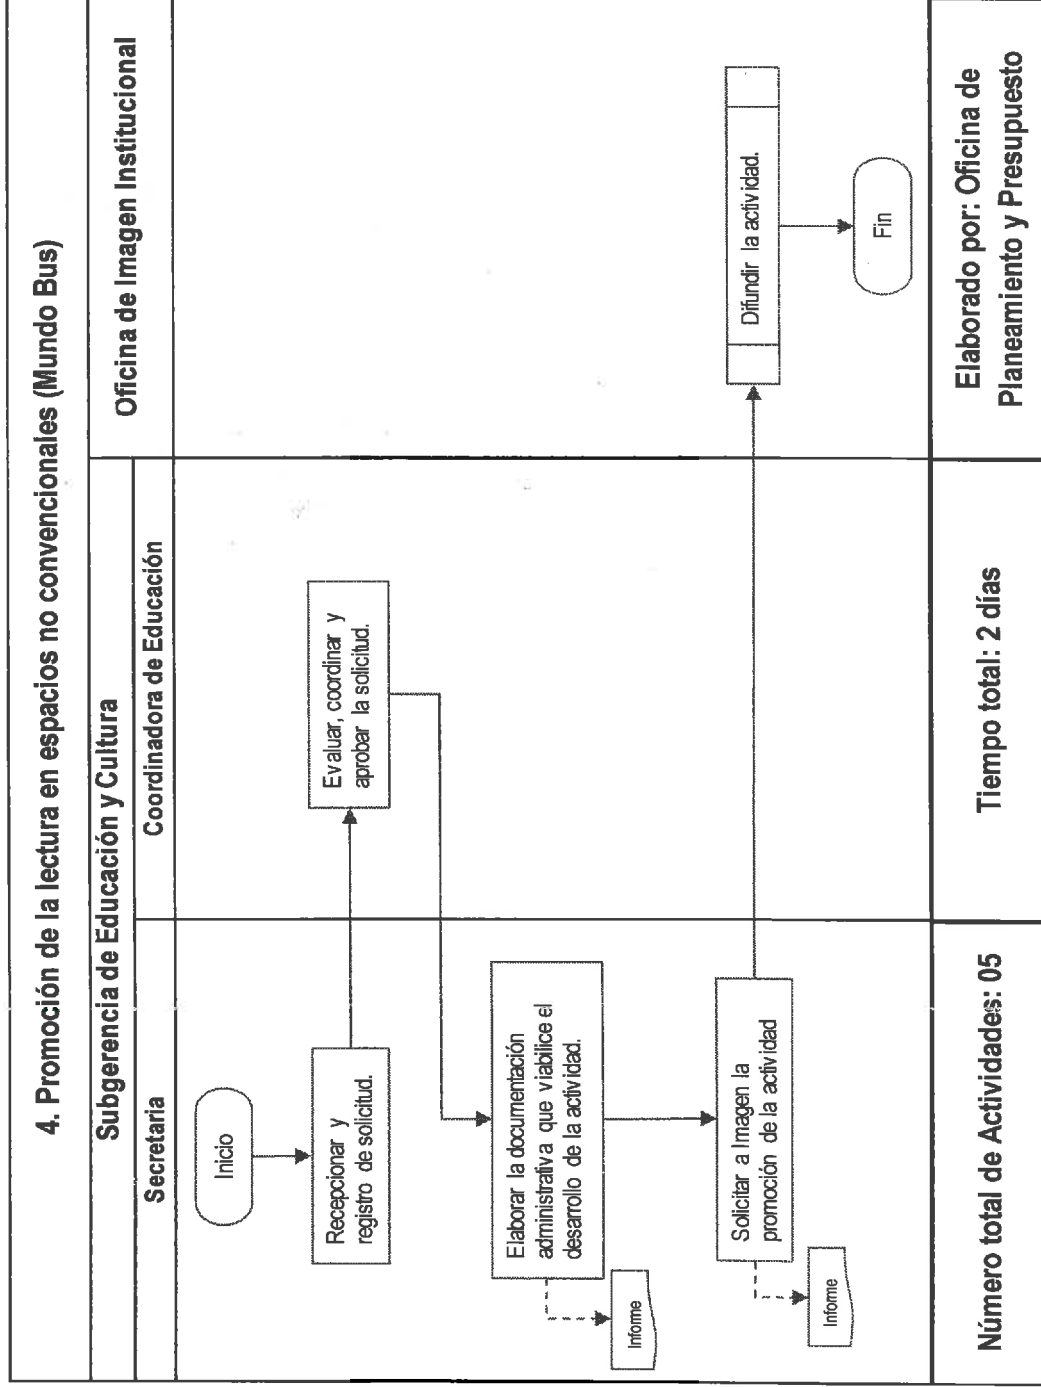 4. Promoción de la lectura en espacios no convencionales (Mundo Bus)
Subgerencia de Educación y Cultura
Oficina de Imagen Institucional
Secretaria
Coordinadora de Educación
Inicio
Recepcionar y
registro de solicitud.
Evaluar, coordinar y
aprobar la solicitud.
Elaborar la documentación
administrativa que viabilice el
desarrollo de la actividad.
Informe
Solicitar a Imagen la
promoción de la actividad
Informe
Difundir la actividad.
Fin
Número total de Actividades: 05
Tiempo total: 2 días
Elaborado por: Oficina de
Planeamiento y Presupuesto